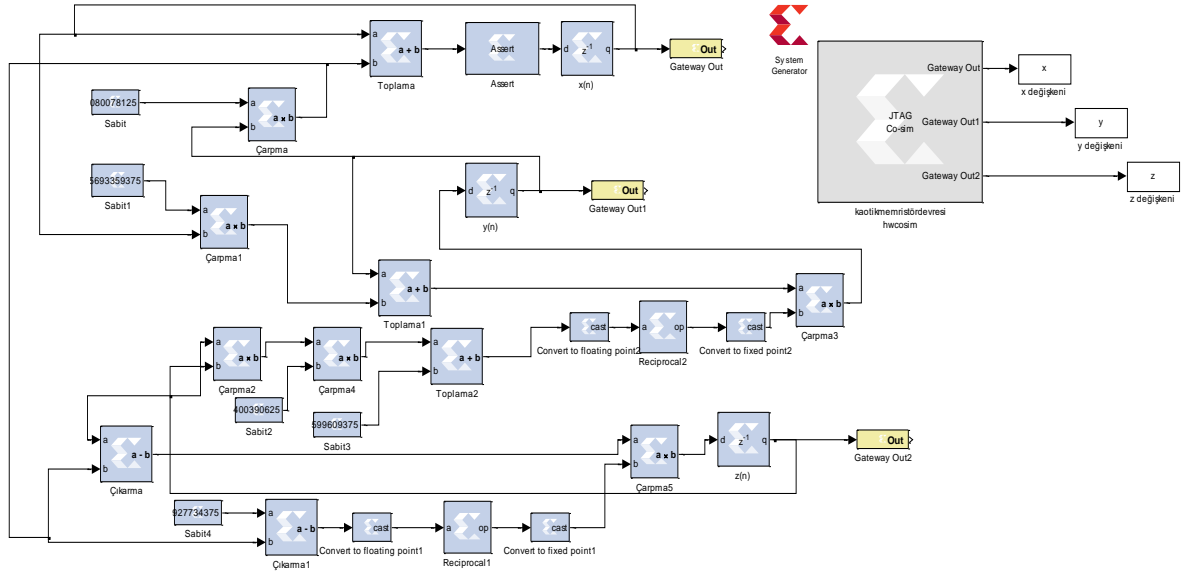 a
b
a + b
Toplama
Assert
Assert
d
z-1
q
x(n)
Out
Gateway Out
System
Generator
080078125
Sabit
a
b
a x b
Çarpma
5693359375
Sabit1
a
b
a x b
Çarpma1
d
z-1
q
y(n)
Out
Gateway Out1
JTAG
Co-sim
Gateway Out
Gateway Out1
Gateway Out2
kaotikmemristördevresi
hwcosim
x
x değişkeni
y
y değişkeni
z
z değişkeni
a
b
a + b
Toplama1
a
b
a x b
Çarpma3
a
b
a x b
Çarpma2
a
b
a x b
Çarpma4
a
b
a + b
Toplama2
cast
Convert to floating point2
a
op
Reciprocal2
cast
Convert to fixed point2
400390625
Sabit2
599609375
Sabit3
a
b
a - b
Çıkarma
a
b
a x b
Çarpma5
d
z-1
q
z(n)
Out
Gateway Out2
927734375
Sabit4
a
b
a - b
Çıkarma1
cast
Convert to floating point1
a
op
Reciprocal1
cast
Convert to fixed point1